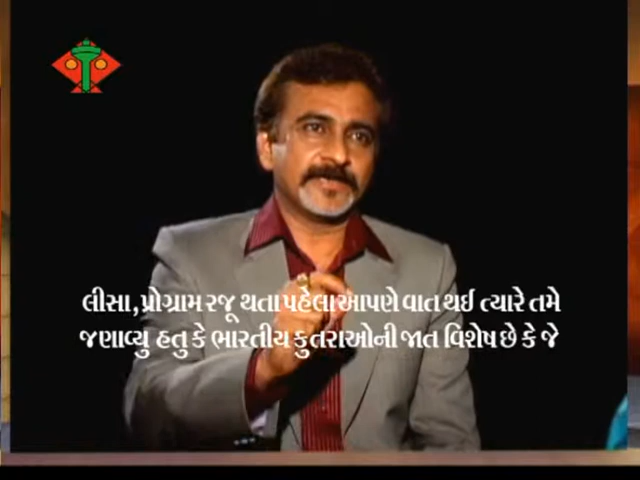 લીસા, પ્રોગ્રામ રજૂ થતા પહેલા આપણે વાત થઈ ત્યારે તમે
જણાવ્યુ હતુ કે ભારતીય કુતરાઓની જાત વિશેષ છે કે જે